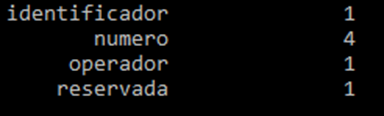 identificador 1
numero 4
operador 1
reservada 1